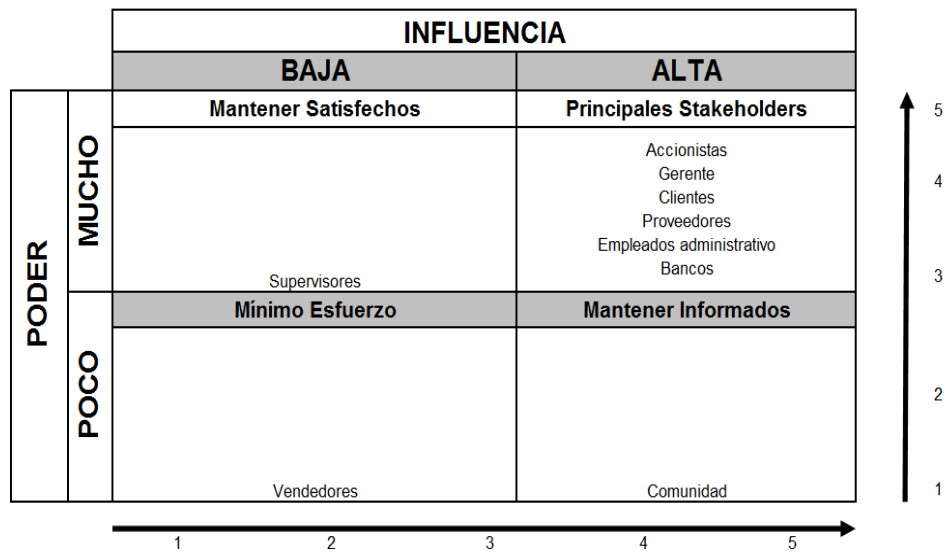 INFLUENCIA
BAJA ALTA
PODER
MUCHO
Mantener Satisfechos Principales Stakeholders
5
Accionistas
Gerente
4
Clientes
Proveedores
Empleados administrativo
Bancos
3
Supervisores
Mínimo Esfuerzo Mantener Informados
POCO
2
Vendedores Comunidad
1
1 2 3 4 5